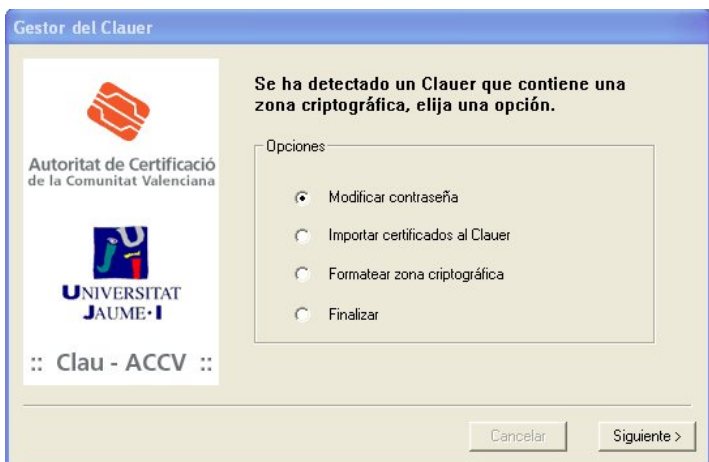 Gestor del Clauer
Se ha detectado un Clauer que contiene una
zona criptográfica, elija una opción.
Autoritat de Certificació
de la Comunitat Valenciana
UNIVERSITAT
JAUME·I
:: Clau - ACCV ::
Opciones
Modificar contraseña
Importar certificados al Clauer
Formatear zona criptográfica
Finalizar
Cancelar
Siguiente >